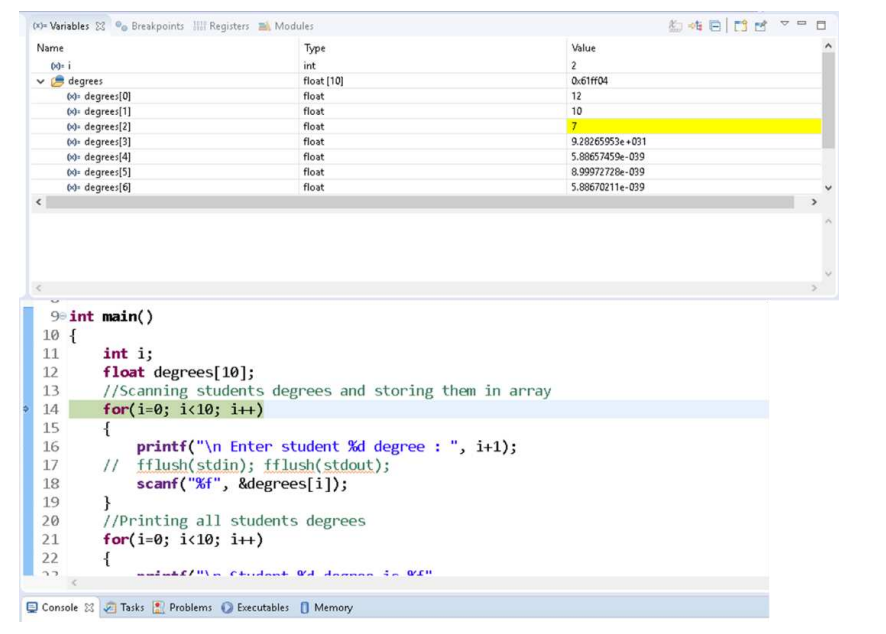 (x)= Variables Breakpoints Registers Modules
Name Type Value
(x)= i int 2
degrees float [10] 0x61ff04
(x)= degrees[0] float 12
(x)= degrees[1] float 10
(x)= degrees[2] float 7
(x)= degrees[3] float 9.28265953e+031
(x)= degrees[4] float 5.88657459e-039
(x)= degrees[5] float 8.99972728e-039
(x)= degrees[6] float 5.88670211e-039
9 int main()
10 {
11 int i;
12 float degrees[10];
13 //Scanning students degrees and storing them in array
14 for(i=0; i<10; i++)
15 {
16 printf("\n Enter student %d degree : ", i+1);
17 // fflush(stdin); fflush(stdout);
18 scanf("%f", &degrees[i]);
19 }
20 //Printing all students degrees
21 for(i=0; i<10; i++)
22 {
Console Tasks Problems Executables Memory